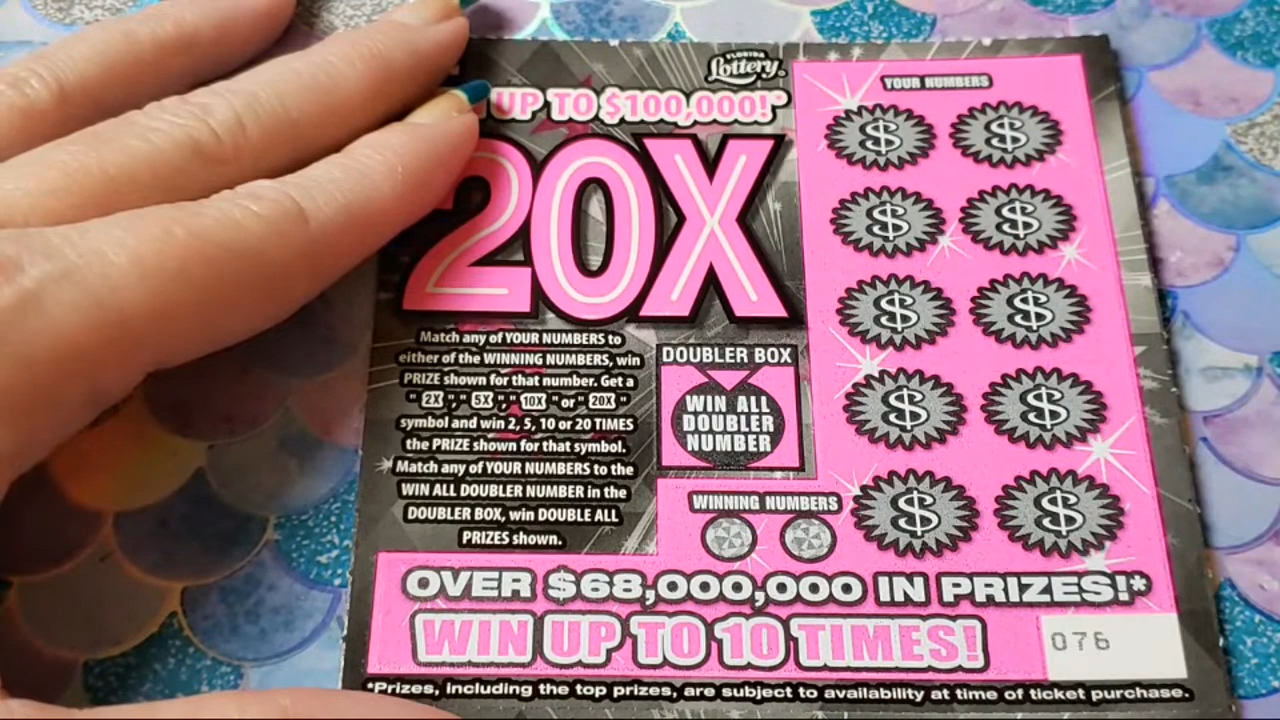 FLORIDA
Lottery®
UP TO $100,000!*
20X
Match any of YOUR NUMBERS to
either of the WINNING NUMBERS, win
PRIZE shown for that number. Get a
"2X", "5X", "10X" or "20X"
symbol and win 2, 5, 10 or 20 TIMES
the PRIZE shown for that symbol.
Match any of YOUR NUMBERS to the
WIN ALL DOUBLER NUMBER in the
DOUBLER BOX, win DOUBLE ALL
PRIZES shown.
DOUBLER BOX
WIN ALL
DOUBLER
NUMBER
WINNING NUMBERS
YOUR NUMBERS
$ $
$ $
$ $
$ $
$ $
OVER $68,000,000 IN PRIZES!*
WIN UP TO 10 TIMES!
076
*Prizes, including the top prizes, are subject to availability at time of ticket purchase.